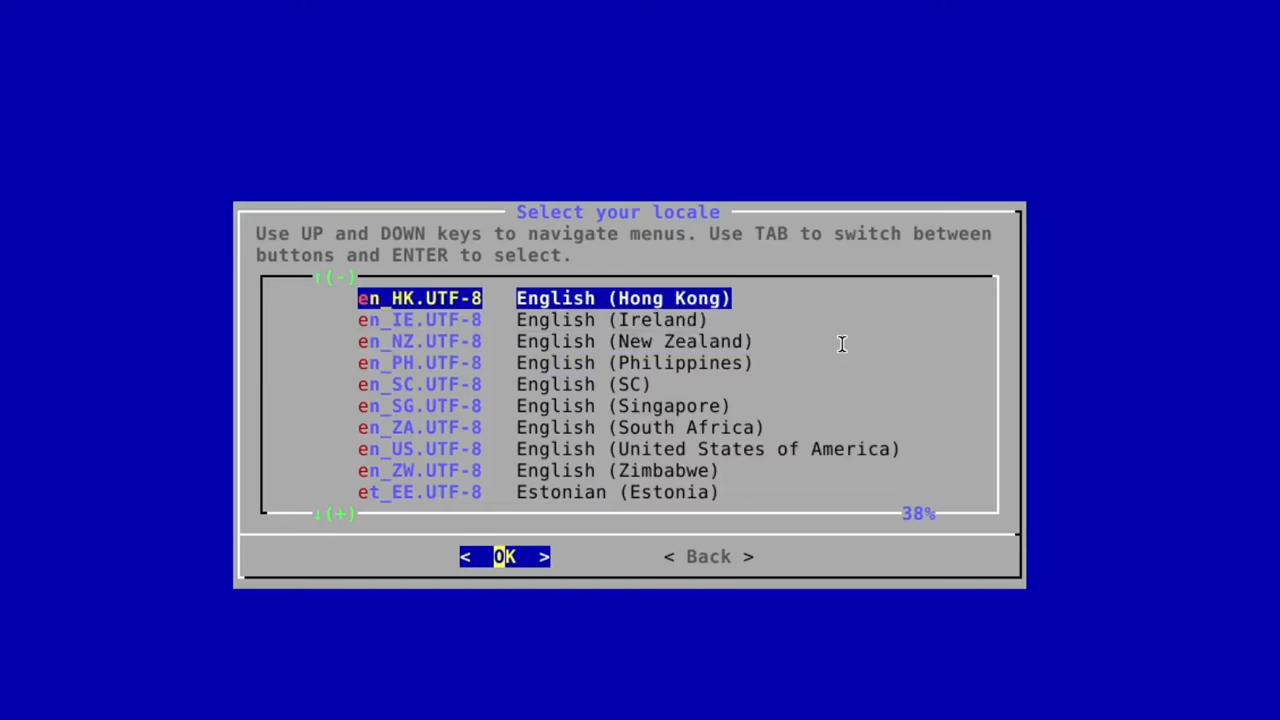 Select your locale
Use UP and DOWN keys to navigate menus. Use TAB to switch between
buttons and ENTER to select.
↑(-)
en_HK.UTF-8 English (Hong Kong)
en_IE.UTF-8 English (Ireland)
en_NZ.UTF-8 English (New Zealand)
en_PH.UTF-8 English (Philippines)
en_SC.UTF-8 English (SC)
en_SG.UTF-8 English (Singapore)
en_ZA.UTF-8 English (South Africa)
en_US.UTF-8 English (United States of America)
en_ZW.UTF-8 English (Zimbabwe)
et_EE.UTF-8 Estonian (Estonia)
↓(+) 38%
< OK > < Back >